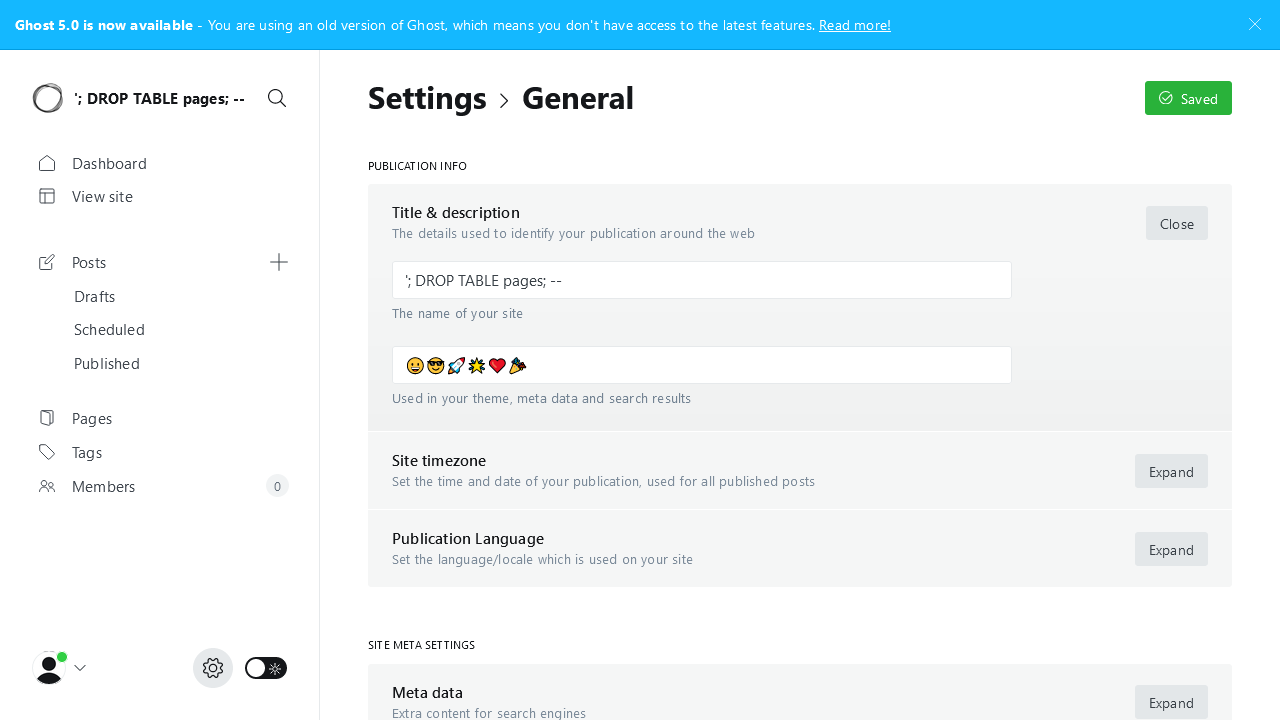 Ghost 5.0 is now available - You are using an old version of Ghost, which means you don't have access to the latest features. Read more!
'; DROP TABLE pages; --
Settings > General
Saved
Dashboard
View site
Posts
Drafts
Scheduled
Published
Pages
Tags
Members
0
PUBLICATION INFO
Title & description
The details used to identify your publication around the web
Close
'; DROP TABLE pages; --
The name of your site
😀😎🚀🌟❤️🎉
Used in your theme, meta data and search results
Site timezone
Set the time and date of your publication, used for all published posts
Expand
Publication Language
Set the language/locale which is used on your site
Expand
SITE META SETTINGS
Meta data
Extra content for search engines
Expand